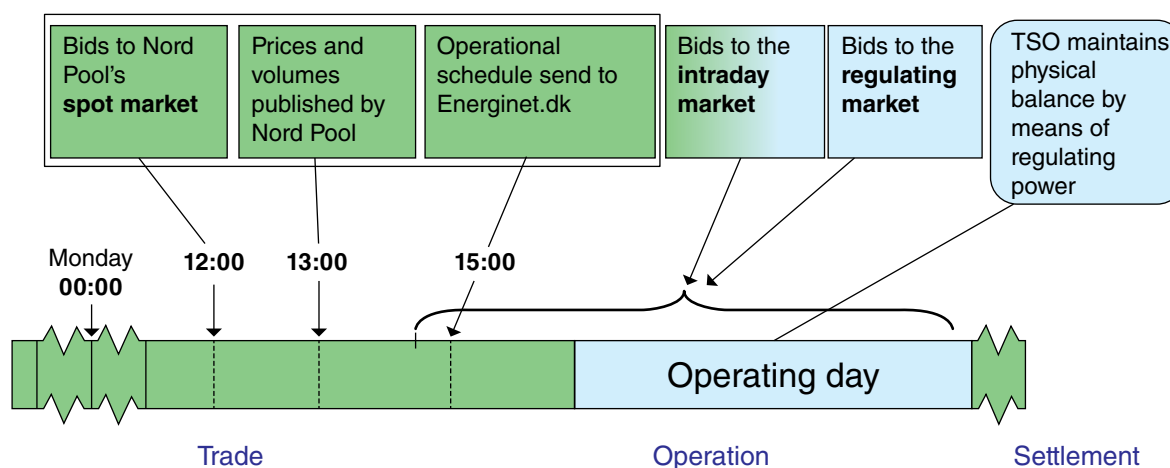 Bids to Nord
Pool's
spot market
Prices and
volumes
published by
Nord Pool
Operational
schedule send to
Energinet.dk
Bids to the
intraday
market
Bids to the
regulating
market
TSO maintains
physical
balance by
means of
regulating
power
Monday
00:00
12:00
13:00
15:00
Operating day
Trade
Operation
Settlement